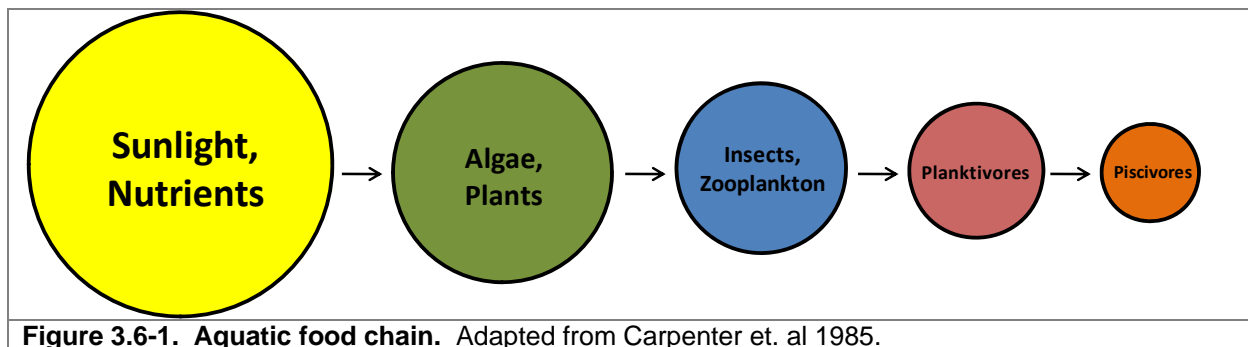 Sunlight,
Nutrients
Algae,
Plants
Insects,
Zooplankton
Planktivores
Piscivores
Figure 3.6-1. Aquatic food chain. Adapted from Carpenter et. al 1985.